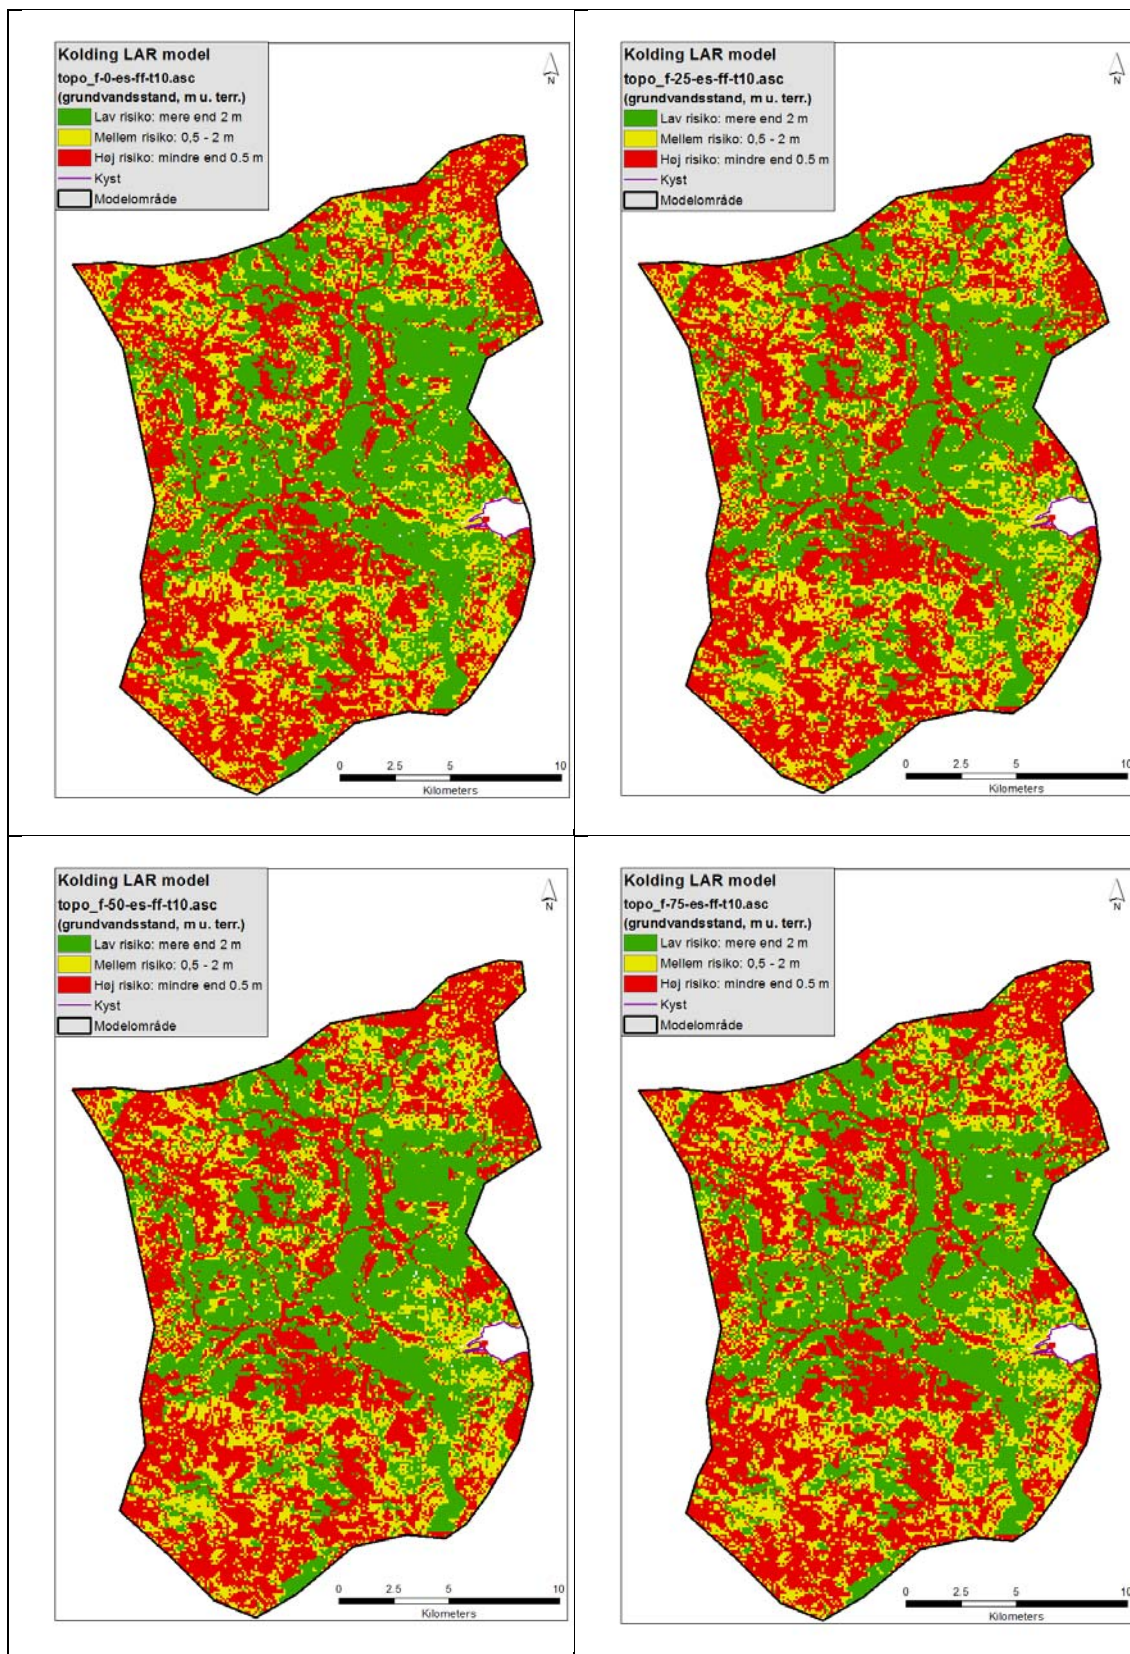 Kolding LAR model
topo_f-0-es-ff-t10.asc
(grundvandsstand, m u. terr.)
Lav risiko: mere end 2 m
Mellem risiko: 0,5 - 2 m
Høj risiko: mindre end 0.5 m
Kyst
Modelområde
N
0 2.5 5 10
Kilometers
Kolding LAR model
topo_f-25-es-ff-t10.asc
(grundvandsstand, m u. terr.)
Lav risiko: mere end 2 m
Mellem risiko: 0,5 - 2 m
Høj risiko: mindre end 0.5 m
Kyst
Modelområde
N
0 2.5 5 10
Kilometers
Kolding LAR model
topo_f-50-es-ff-t10.asc
(grundvandsstand, m u. terr.)
Lav risiko: mere end 2 m
Mellem risiko: 0,5 - 2 m
Høj risiko: mindre end 0.5 m
Kyst
Modelområde
N
0 2.5 5 10
Kilometers
Kolding LAR model
topo_f-75-es-ff-t10.asc
(grundvandsstand, m u. terr.)
Lav risiko: mere end 2 m
Mellem risiko: 0,5 - 2 m
Høj risiko: mindre end 0.5 m
Kyst
Modelområde
N
0 2.5 5 10
Kilometers